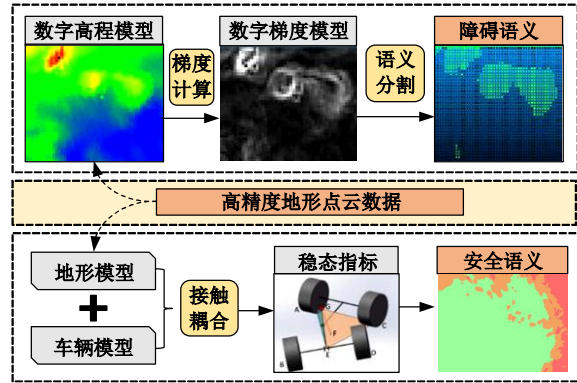 数字高程模型
数字梯度模型
障碍语义
梯度
计算
语义
分割
高精度地形点云数据
地形模型
+
车辆模型
接触
耦合
稳态指标
A
G
C
F
B
E
D
安全语义